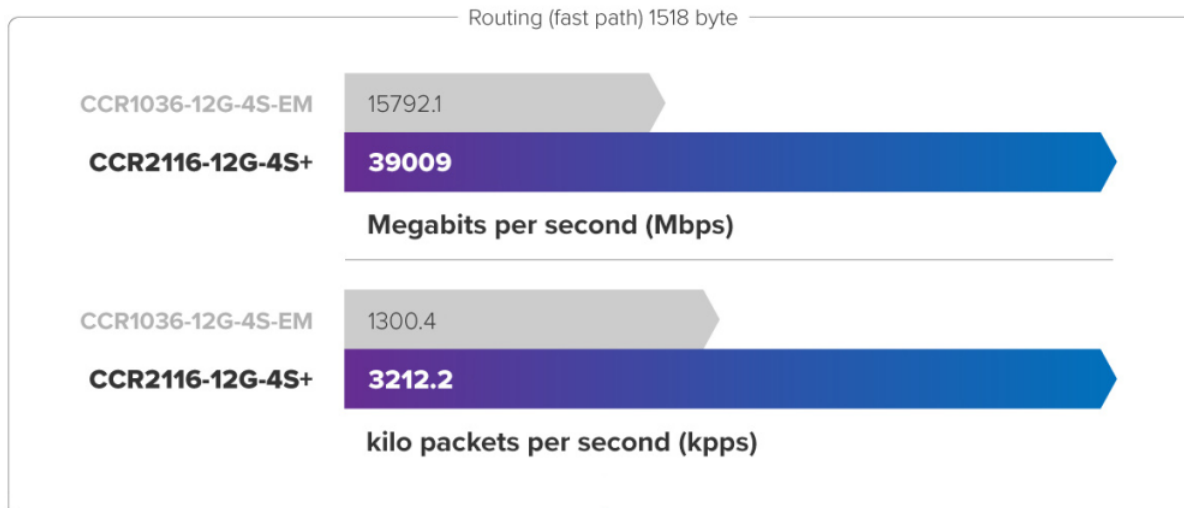 Routing (fast path) 1518 byte
CCR1036-12G-4S-EM 15792.1
CCR2116-12G-4S+ 39009
Megabits per second (Mbps)
CCR1036-12G-4S-EM 1300.4
CCR2116-12G-4S+ 3212.2
kilo packets per second (kpps)